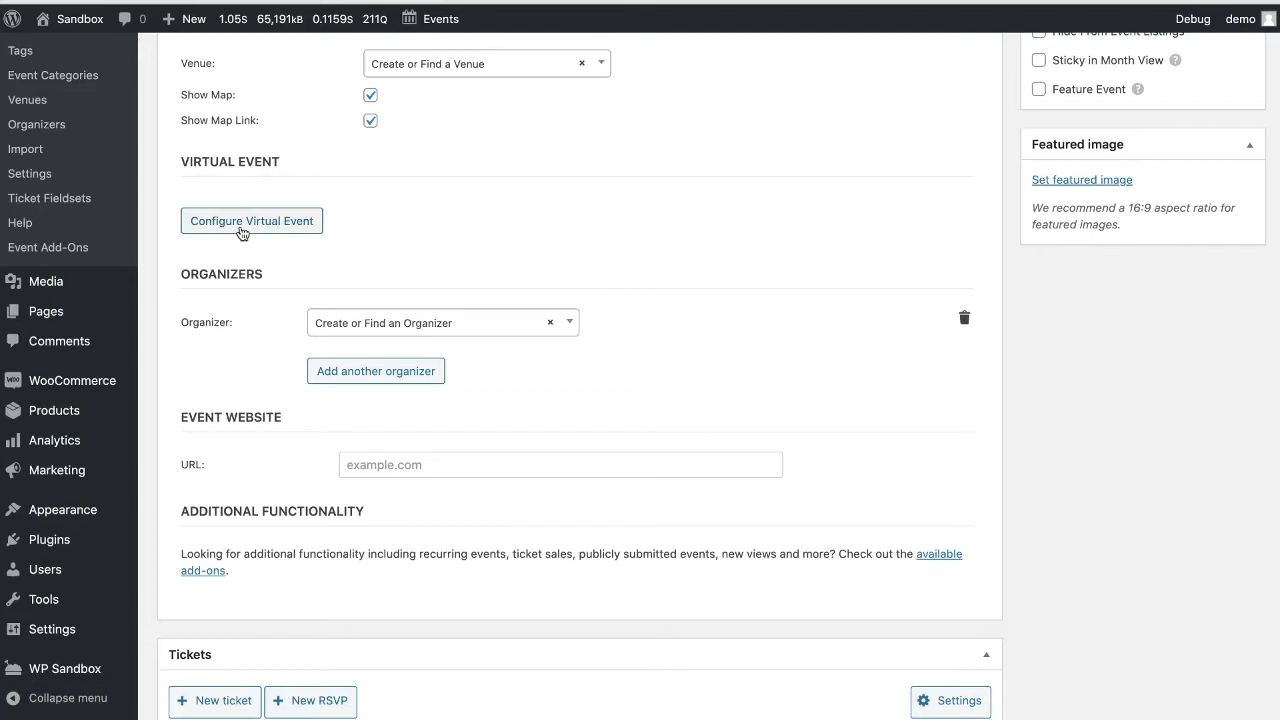 Sandbox 0 New 1.05s 65,191kB 0.1159s 211Q Events Debug demo
Tags
Event Categories
Venues
Organizers
Import
Settings
Ticket Fieldsets
Help
Event Add-Ons
Media
Pages
Comments
WooCommerce
Products
Analytics
Marketing
Appearance
Plugins
Users
Tools
Settings
WP Sandbox
Collapse menu
Venue: Create or Find a Venue × 
Show Map:
Show Map Link:
VIRTUAL EVENT
Configure Virtual Event
ORGANIZERS
Organizer: Create or Find an Organizer ×
Add another organizer
EVENT WEBSITE
URL: example.com
ADDITIONAL FUNCTIONALITY
Looking for additional functionality including recurring events, ticket sales, publicly submitted events, new views and more? Check out the available
add-ons.
Tickets
+ New ticket + New RSVP Settings
Hide From Event Listings
Sticky in Month View ?
Feature Event ?
Featured image
Set featured image
We recommend a 16:9 aspect ratio for
featured images.